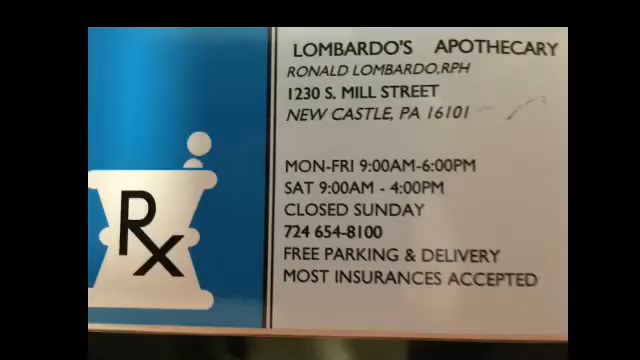 LOMBARDO'S APOTHECARY
RONALD LOMBARDO,RPH
1230 S. MILL STREET
NEW CASTLE, PA 16101
MON-FRI 9:00AM-6:00PM
SAT 9:00AM - 4:00PM
CLOSED SUNDAY
724 654-8100
FREE PARKING & DELIVERY
MOST INSURANCES ACCEPTED
Rx